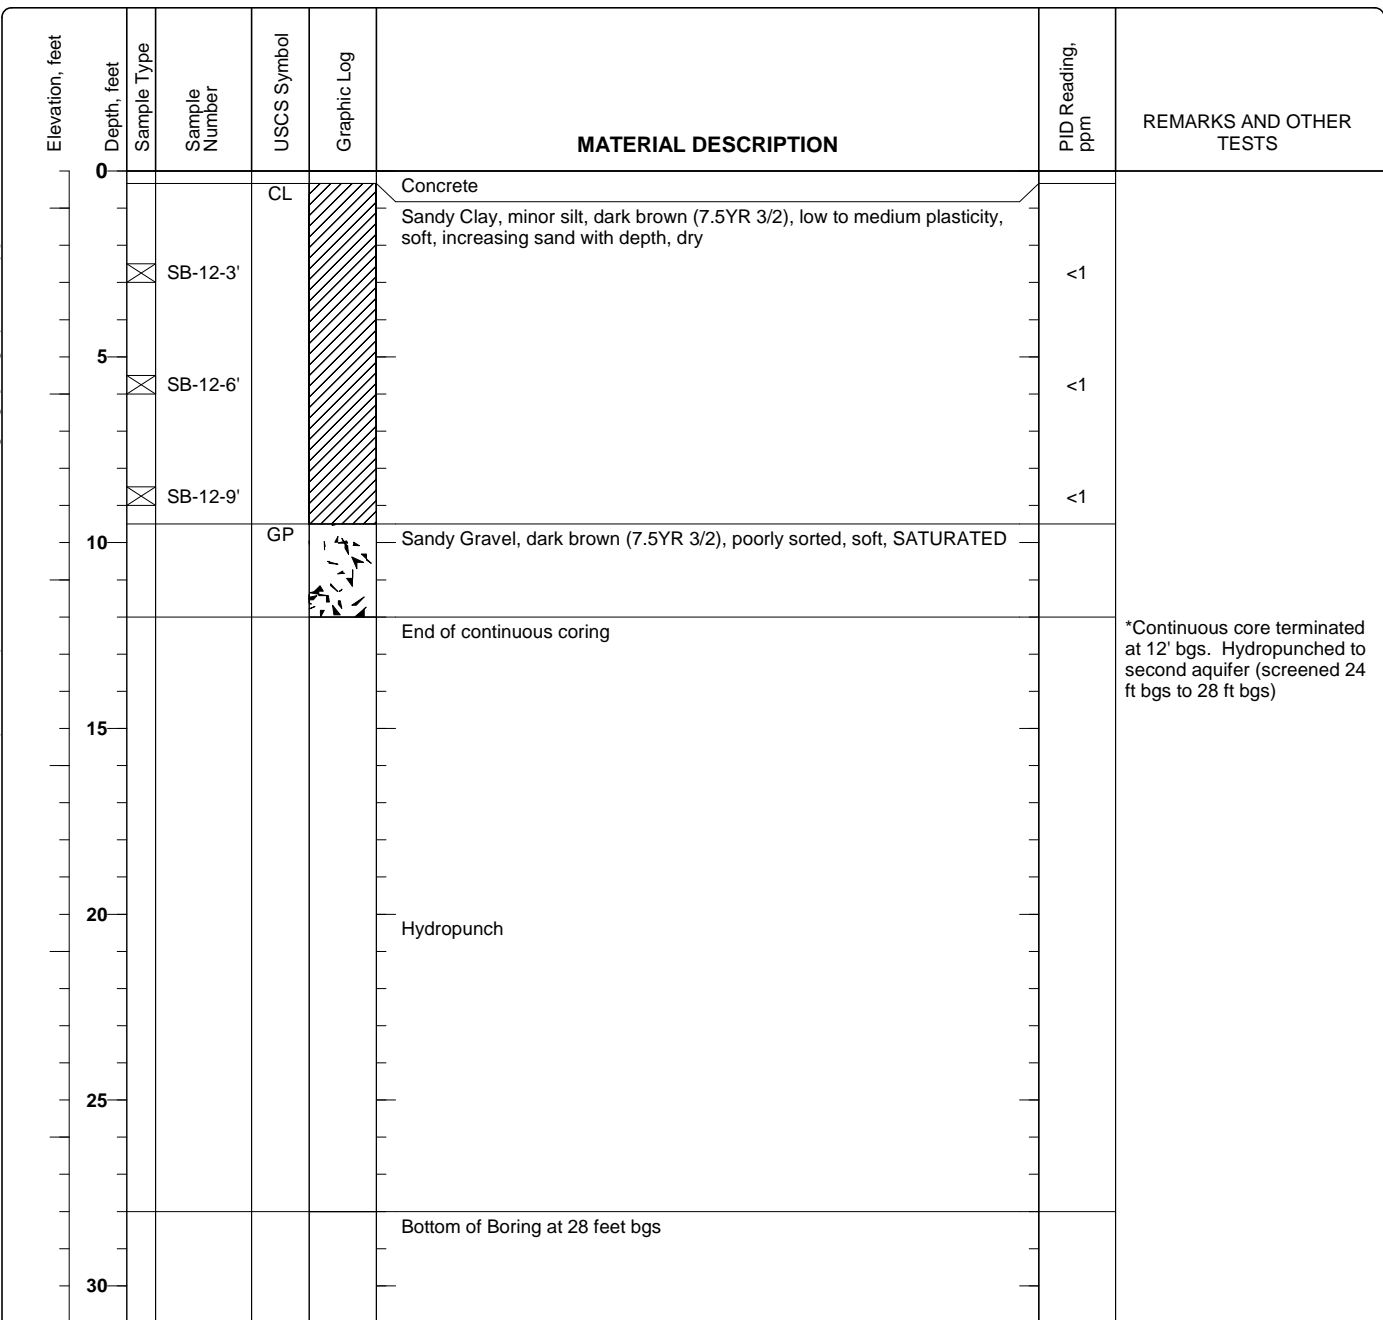 Elevation, feet
Depth, feet
Sample Type
Sample
Number
USCS Symbol
Graphic Log
MATERIAL DESCRIPTION
PID Reading,
ppm
REMARKS AND OTHER
TESTS
0
CL
Concrete
Sandy Clay, minor silt, dark brown (7.5YR 3/2), low to medium plasticity,
soft, increasing sand with depth, dry
SB-12-3'
<1
5
SB-12-6'
<1
SB-12-9'
<1
10
GP
Sandy Gravel, dark brown (7.5YR 3/2), poorly sorted, soft, SATURATED
End of continuous coring
*Continuous core terminated
at 12' bgs. Hydropunched to
second aquifer (screened 24
ft bgs to 28 ft bgs)
15
20
Hydropunch
25
Bottom of Boring at 28 feet bgs
30